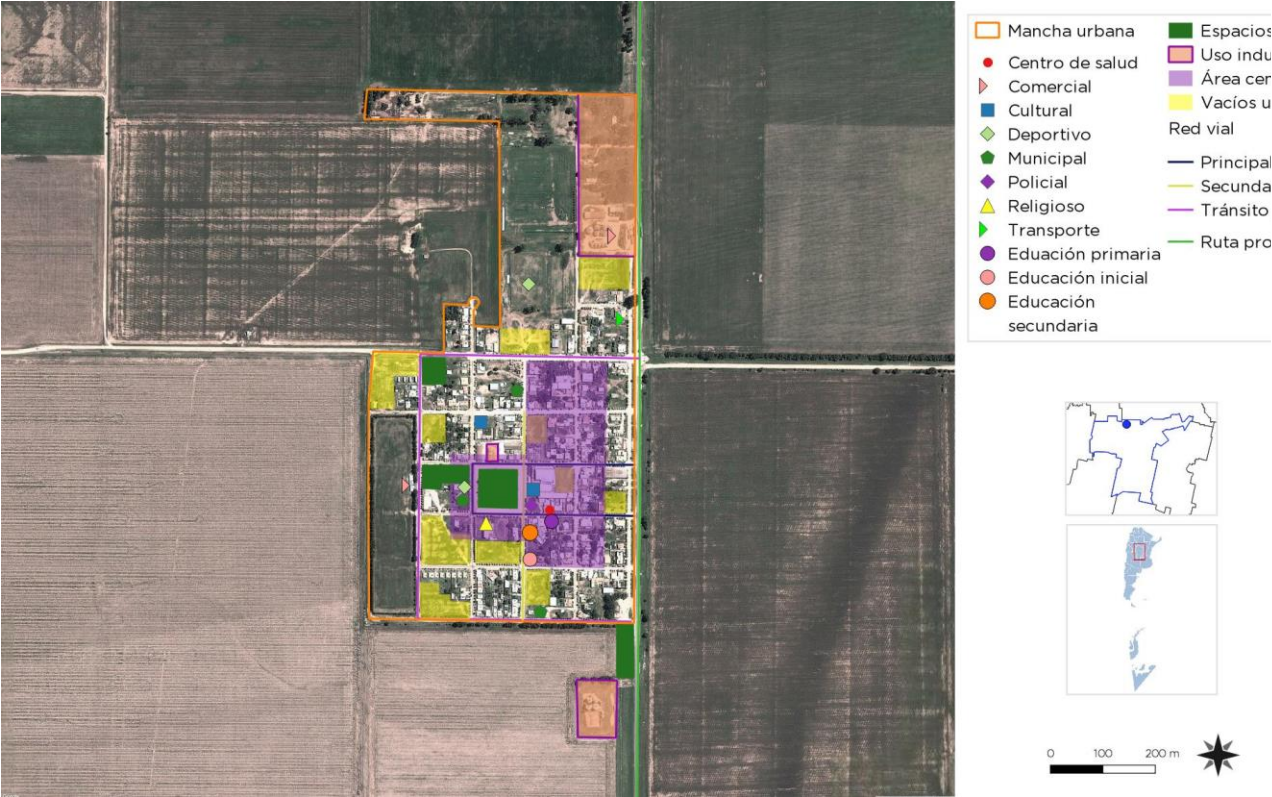 Mancha urbana
Centro de salud
Comercial
Cultural
Deportivo
Municipal
Policial
Religioso
Transporte
Eduación primaria
Educación inicial
Educación
secundaria
Espacios
Uso indu
Área cen
Vacíos u
Red vial
Principal
Secunda
Tránsito
Ruta pro
0 100 200 m